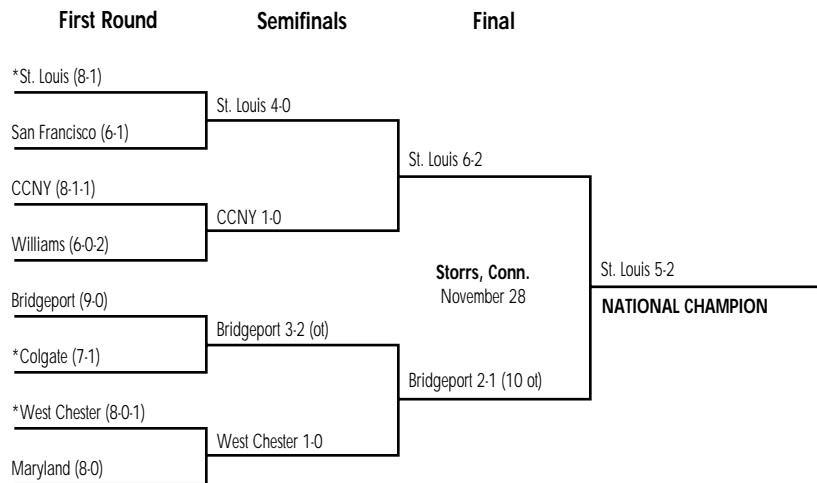 First Round Semifinals Final
*St. Louis (8-1)
St. Louis 4-0
San Francisco (6-1)
St. Louis 6-2
CCNY (8-1-1)
CCNY 1-0
Williams (6-0-2)
Storrs, Conn.
November 28
St. Louis 5-2
NATIONAL CHAMPION
Bridgeport (9-0)
Bridgeport 3-2 (ot)
*Colgate (7-1)
Bridgeport 2-1 (10 ot)
*West Chester (8-0-1)
West Chester 1-0
Maryland (8-0)